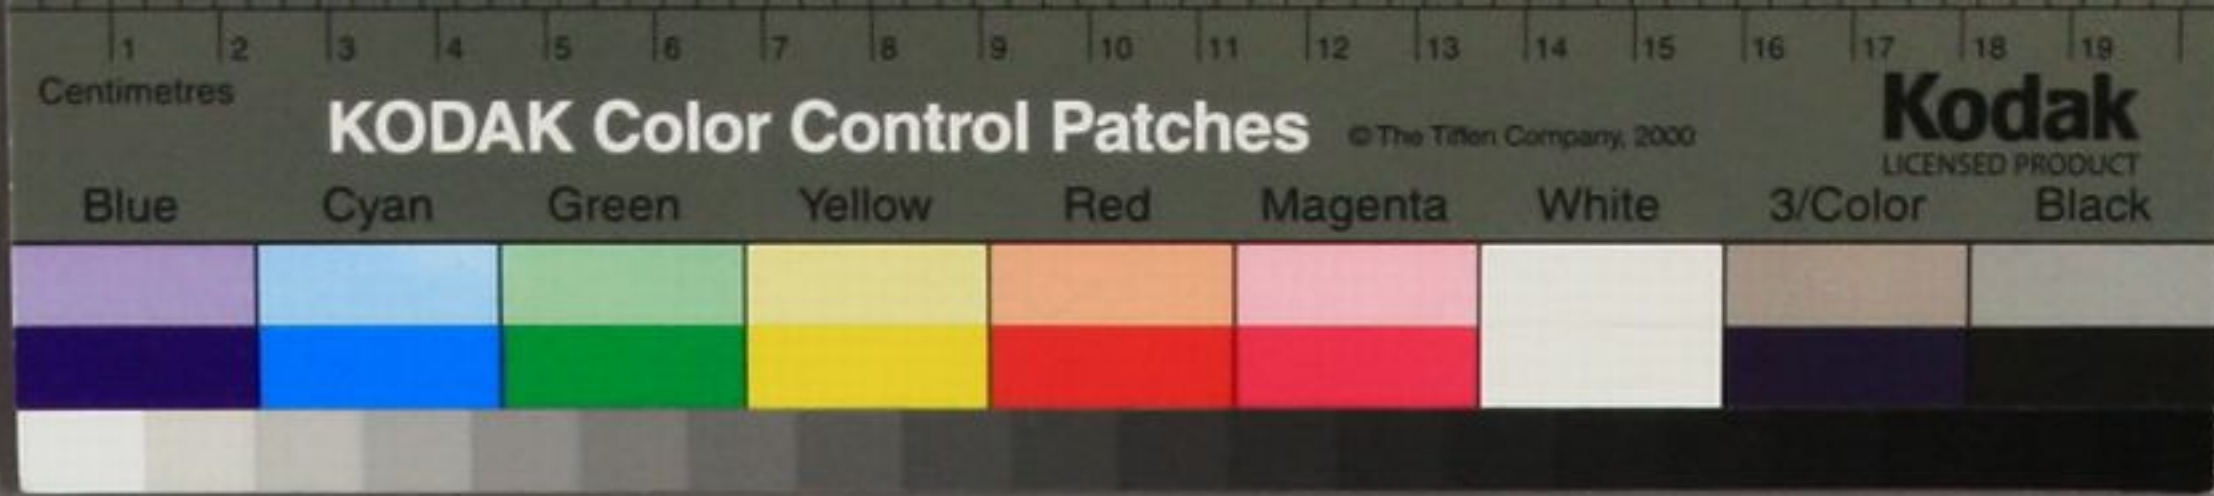 1 2 3 4 5 6 7 8 9 10 11 12 13 14 15 16 17 18 19
Centimetres
KODAK Color Control Patches © The Tiffen Company, 2000
Kodak
LICENSED PRODUCT
Blue Cyan Green Yellow Red Magenta White 3/Color Black